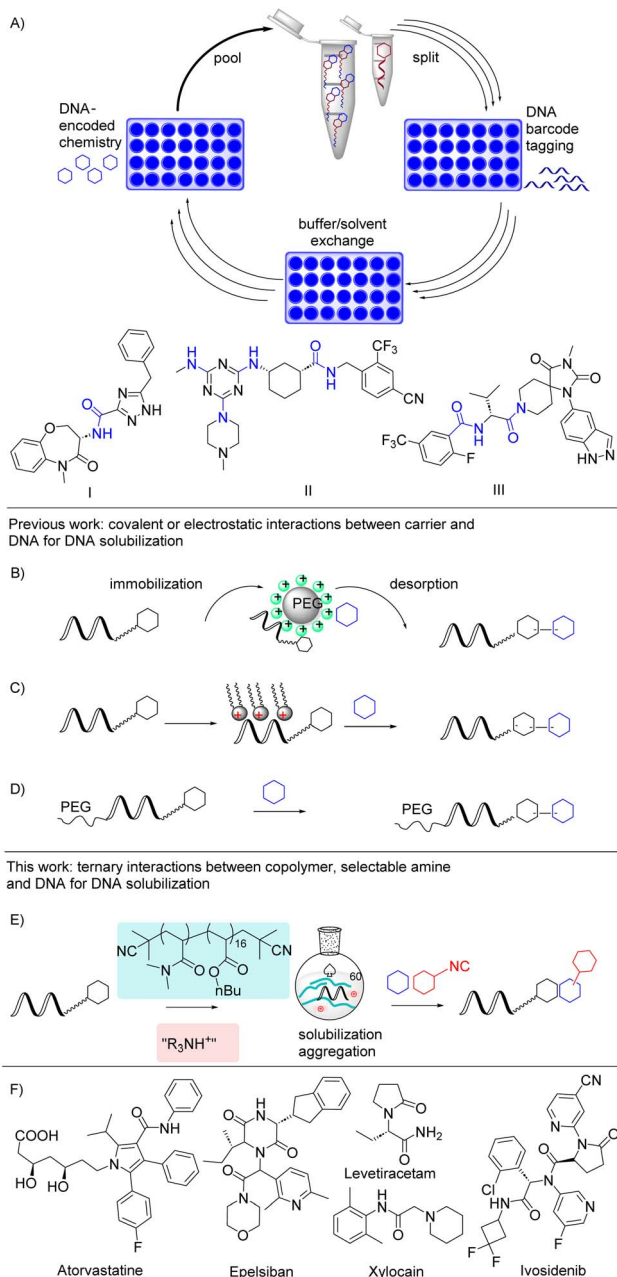 A)
pool
split
DNA-
encoded
chemistry
DNA
barcode
tagging
buffer/solvent
exchange
I
II
III
Previous work: covalent or electrostatic interactions between carrier and
DNA for DNA solubilization
B)
immobilization
PEG
desorption
C)
D)
PEG
PEG
This work: ternary interactions between copolymer, selectable amine
and DNA for DNA solubilization
E)
NC
16
CN
N
O
O
O
nBu
"R3NH+"
60
solubilization
aggregation
NC
F)
COOH
HO
HO
N
O
NH
F
Atorvastatine
O
HN
O
N
N
O
N
O
N
Epelsiban
N
O
NH2
O
Levetiracetam
H
N
O
N
Xylocain
CN
N
N
O
O
Cl
N
HN
O
N
F
F
F
Ivosidenib